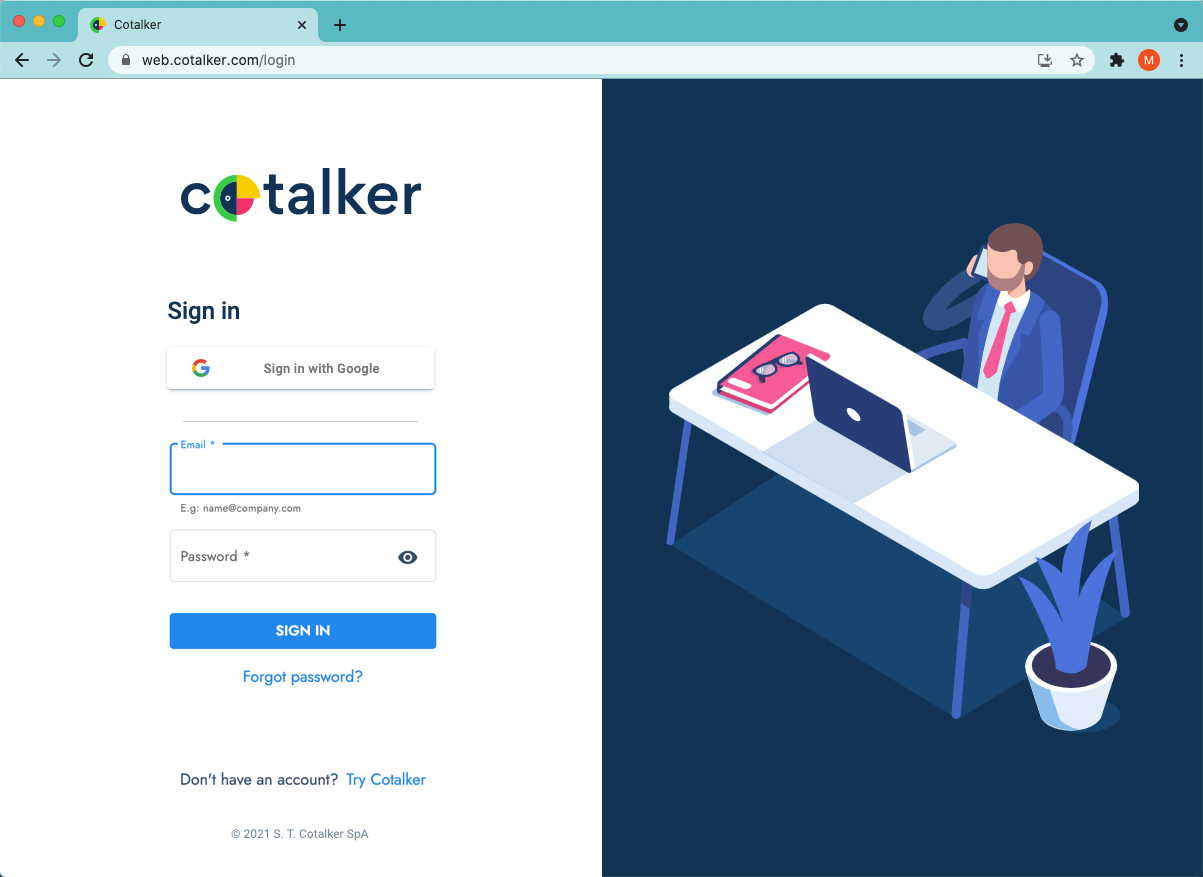 Cotalker
web.cotalker.com/login
M
cotalker
Sign in
Sign in with Google
Email *
E.g: name@company.com
Password *
SIGN IN
Forgot password?
Don't have an account? Try Cotalker
© 2021 S. T. Cotalker SpA